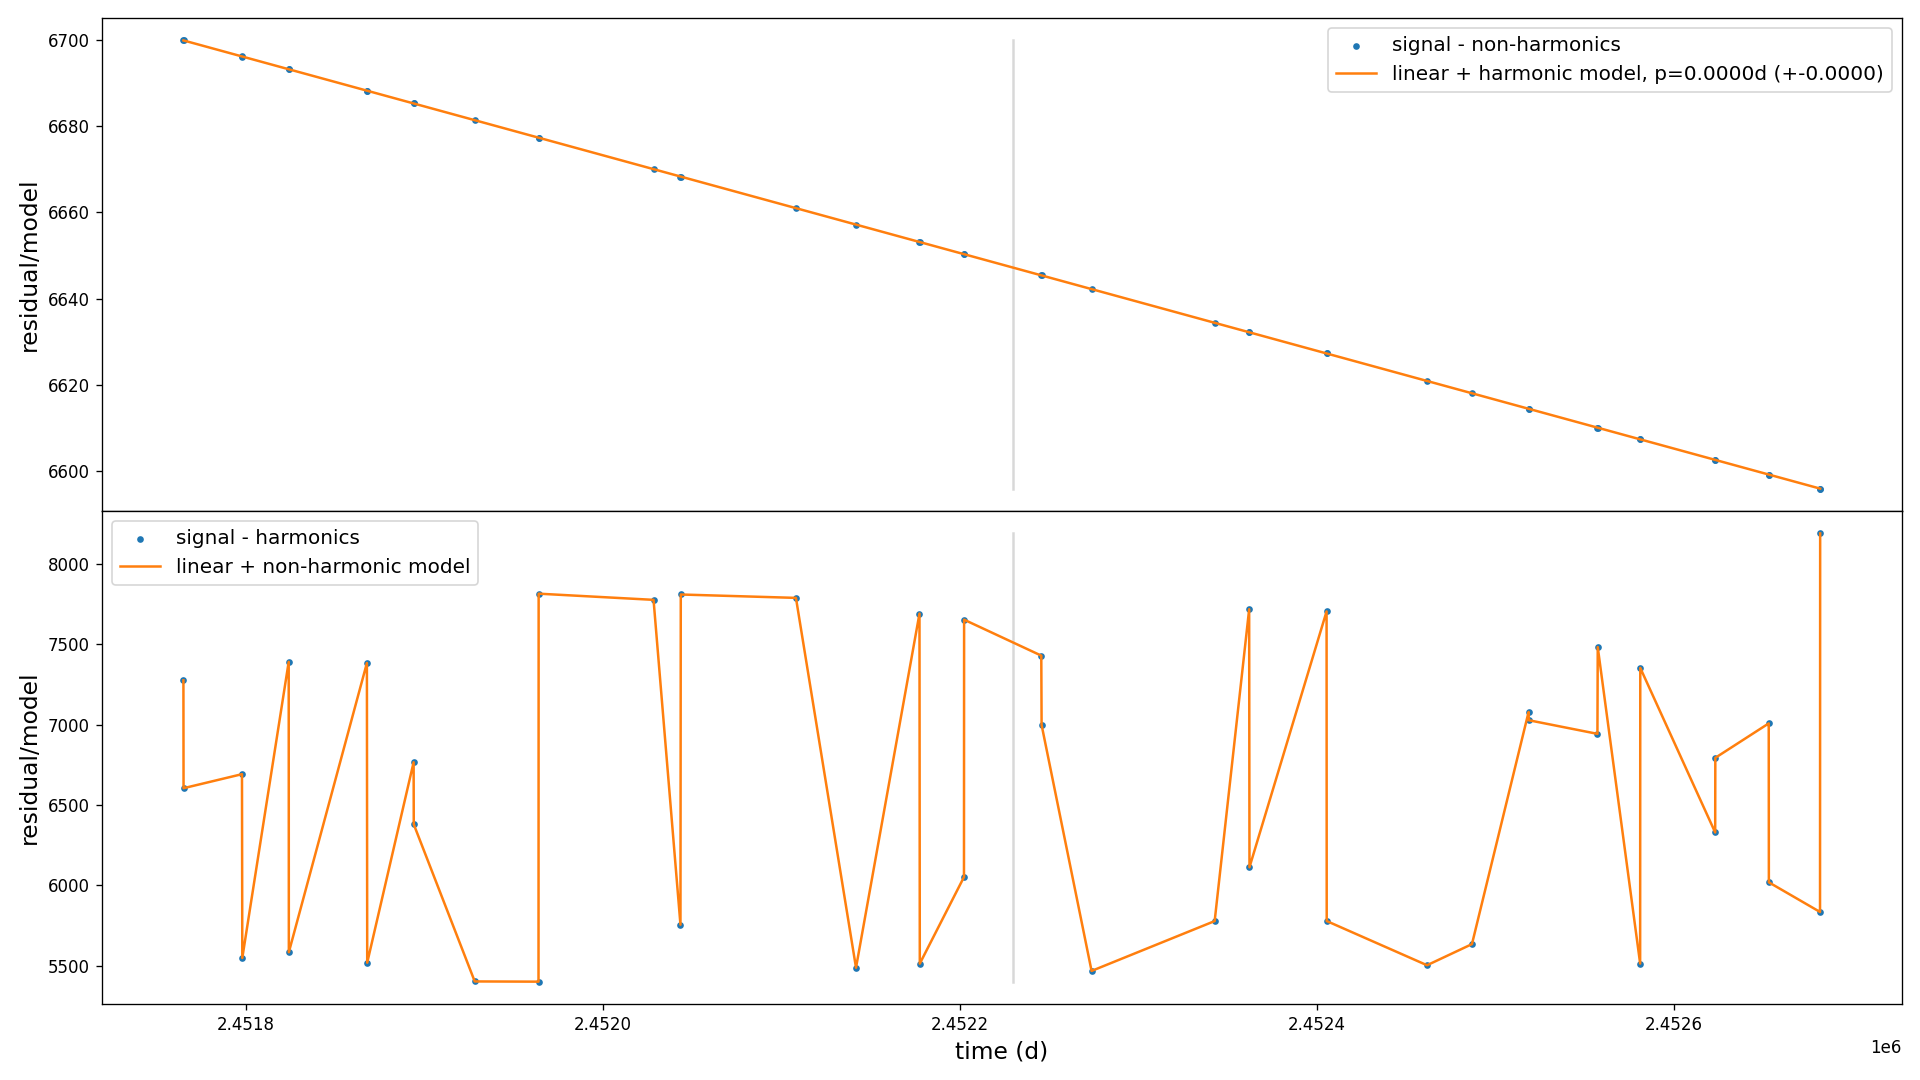 6700
6680
6660
6640
6620
6600
residual/model
signal - non-harmonics
linear + harmonic model, p=0.0000d (+-0.0000)
8000
7500
7000
6500
6000
5500
residual/model
signal - harmonics
linear + non-harmonic model
2.4518
2.4520
2.4522
2.4524
2.4526
1e6
time (d)